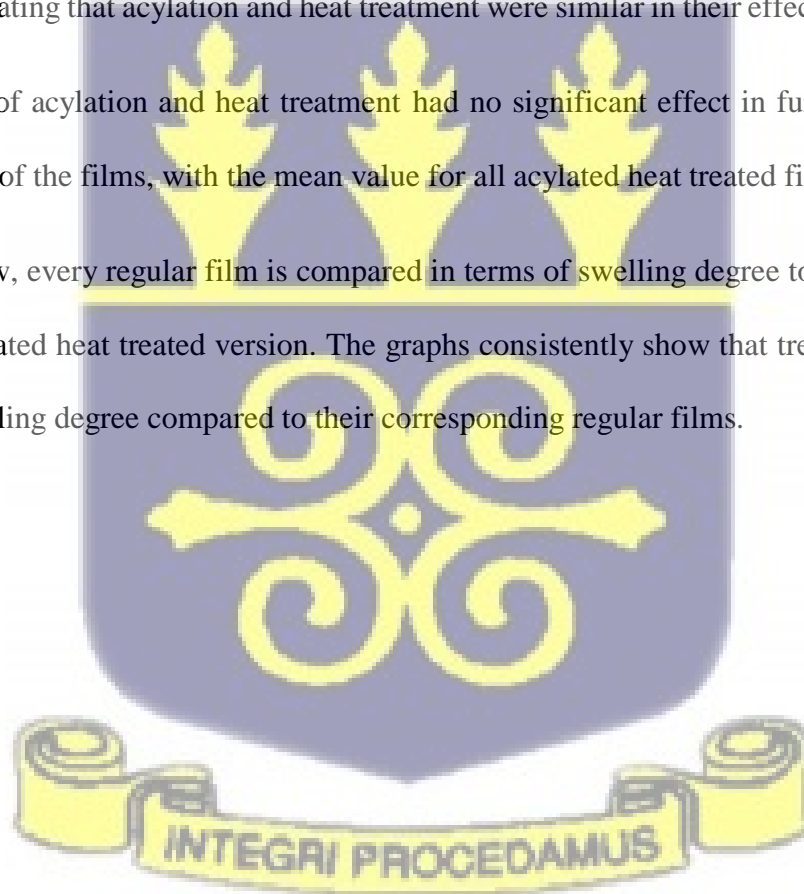 ating that acylation and heat treatment were similar in their effec
of acylation and heat treatment had no significant effect in fu
of the films, with the mean value for all acylated heat treated fi
, every regular film is compared in terms of swelling degree to
ated heat treated version. The graphs consistently show that tre
ling degree compared to their corresponding regular films.
INTEGRI PROCEDAMUS